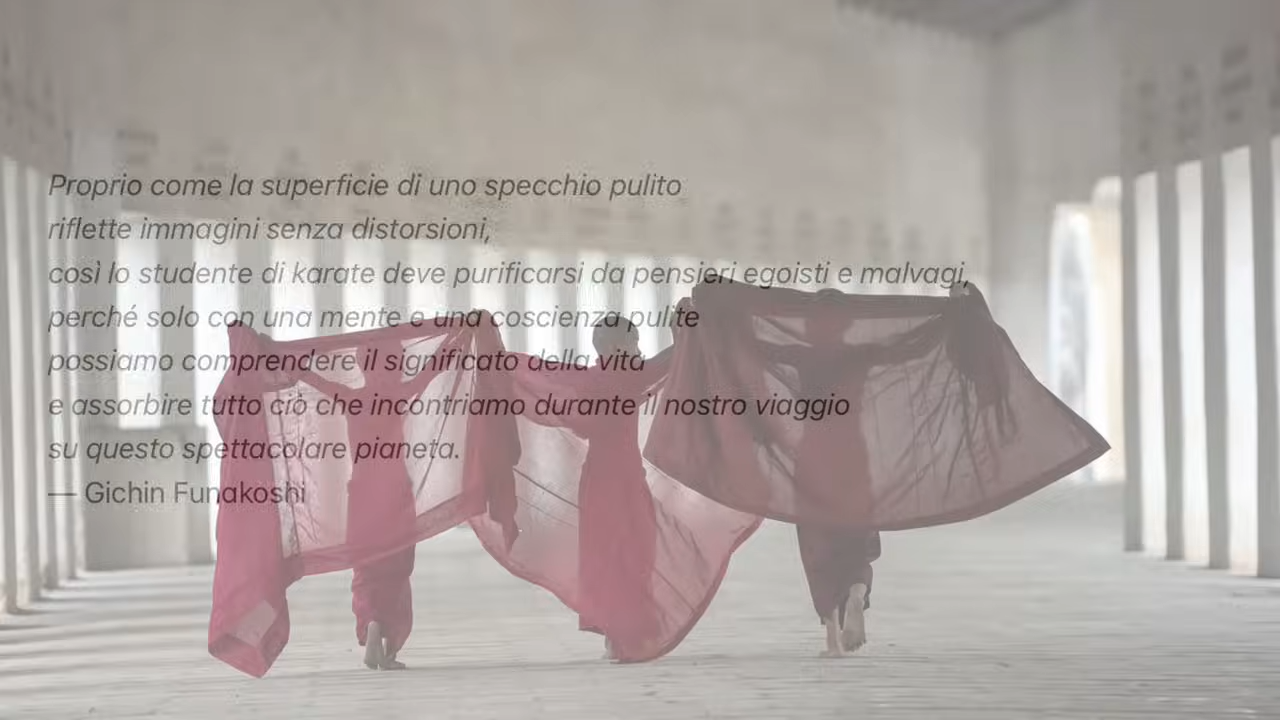 Proprio come la superficie di uno specchio pulito
riflette immagini senza distorsioni,
così lo studente di karate deve purificarsi da pensieri egoisti e malvagi,
perché solo con una mente e una coscienza pulite
possiamo comprendere il significato della vita
e assorbire tutto ciò che incontriamo durante il nostro viaggio
su questo spettacolare pianeta.
— Gichin Funakoshi